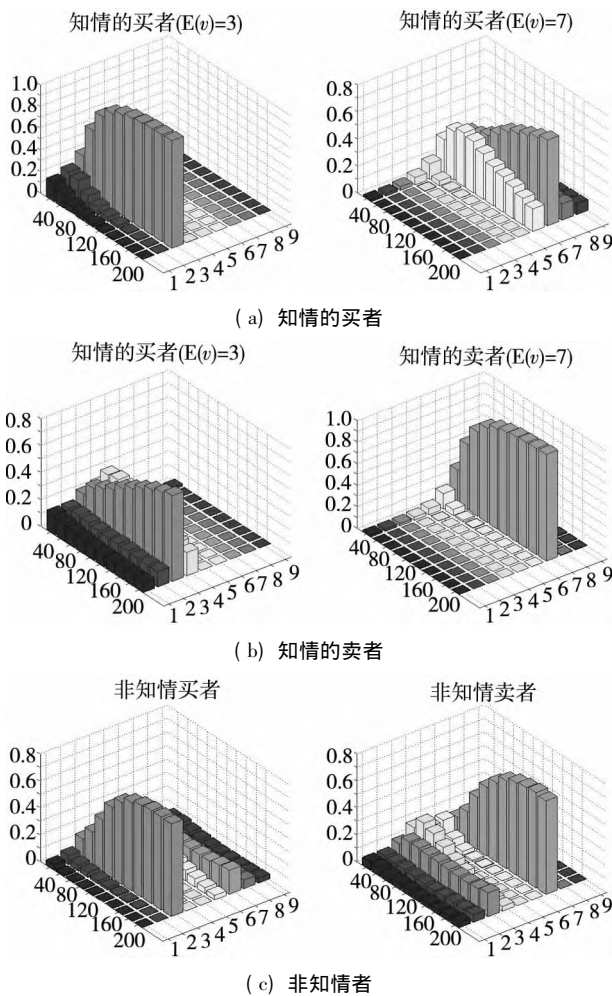 知情的买者(E(v)=3) 知情的买者(E(v)=7)
1.0 0.8 0.6 0.4 0.2 0 0.8 0.6 0.4 0.2 0
40 80 120 160 200 1 2 3 4 5 6 7 8 9 40 80 120 160 200 1 2 3 4 5 6 7 8 9
( a) 知情的买者
知情的买者(E(v)=3) 知情的卖者(E(v)=7)
0.8 0.6 0.4 0.2 0 1.0 0.8 0.6 0.4 0.2 0
40 80 120 160 200 1 2 3 4 5 6 7 8 9 40 80 120 160 200 1 2 3 4 5 6 7 8 9
( b) 知情的卖者
非知情买者 非知情卖者
0.8 0.6 0.4 0.2 0 0.8 0.6 0.4 0.2 0
40 80 120 160 200 1 2 3 4 5 6 7 8 9 40 80 120 160 200 1 2 3 4 5 6 7 8 9
( c) 非知情者